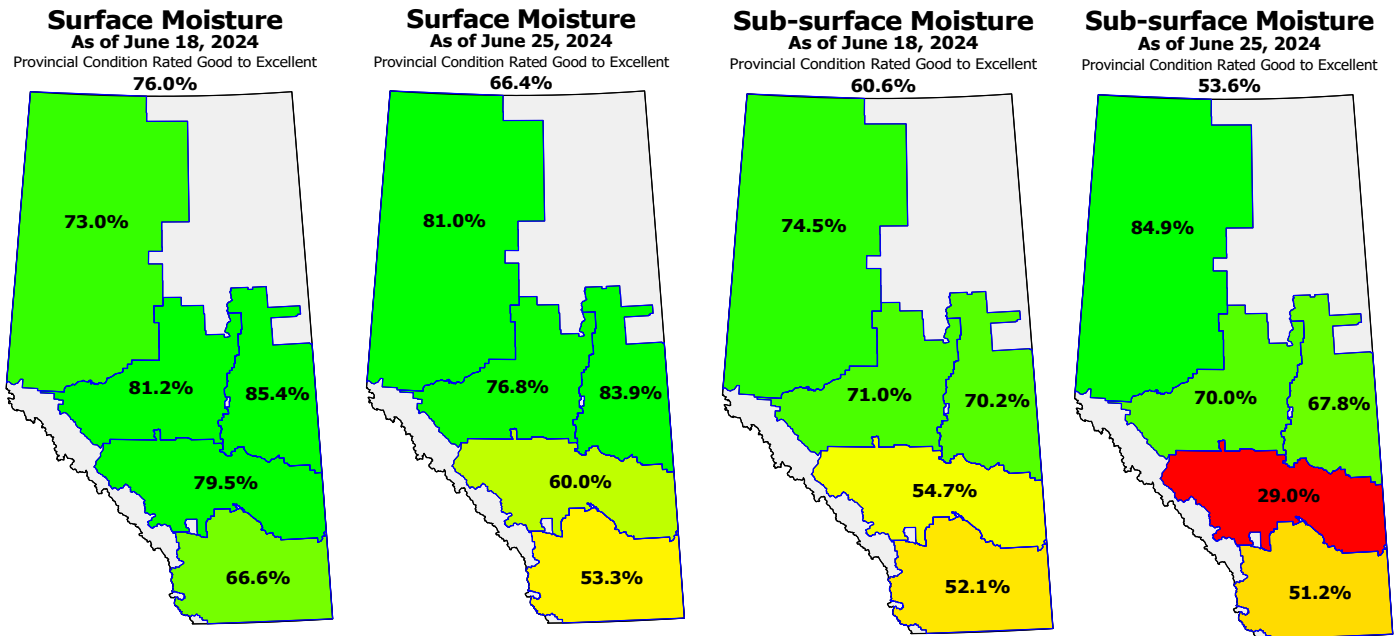 Surface Moisture
As of June 18, 2024
Provincial Condition Rated Good to Excellent
76.0%
73.0%
81.2%
85.4%
79.5%
66.6%
Surface Moisture
As of June 25, 2024
Provincial Condition Rated Good to Excellent
66.4%
81.0%
76.8%
83.9%
60.0%
53.3%
Sub-surface Moisture
As of June 18, 2024
Provincial Condition Rated Good to Excellent
60.6%
74.5%
71.0%
70.2%
54.7%
52.1%
Sub-surface Moisture
As of June 25, 2024
Provincial Condition Rated Good to Excellent
53.6%
84.9%
70.0%
67.8%
29.0%
51.2%